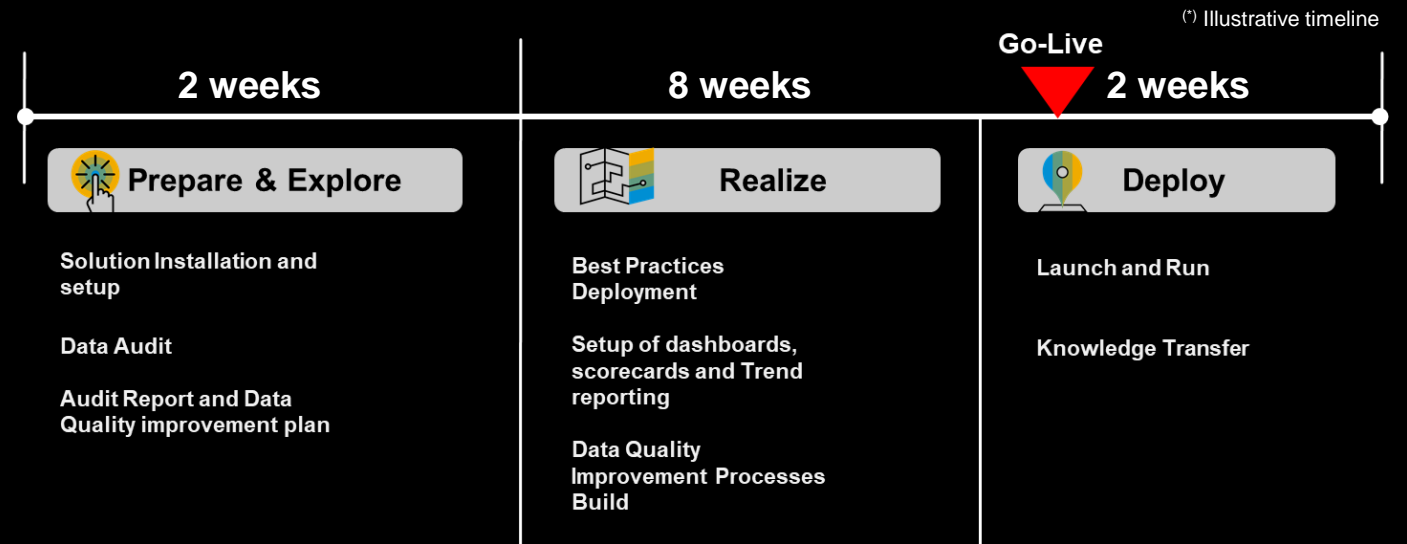 (*) Illustrative timeline
Go-Live
2 weeks
8 weeks
2 weeks
Prepare & Explore
Realize
Deploy
Solution Installation and
setup
Data Audit
Audit Report and Data
Quality improvement plan
Best Practices
Deployment
Setup of dashboards,
scorecards and Trend
reporting
Data Quality
Improvement Processes
Build
Launch and Run
Knowledge Transfer